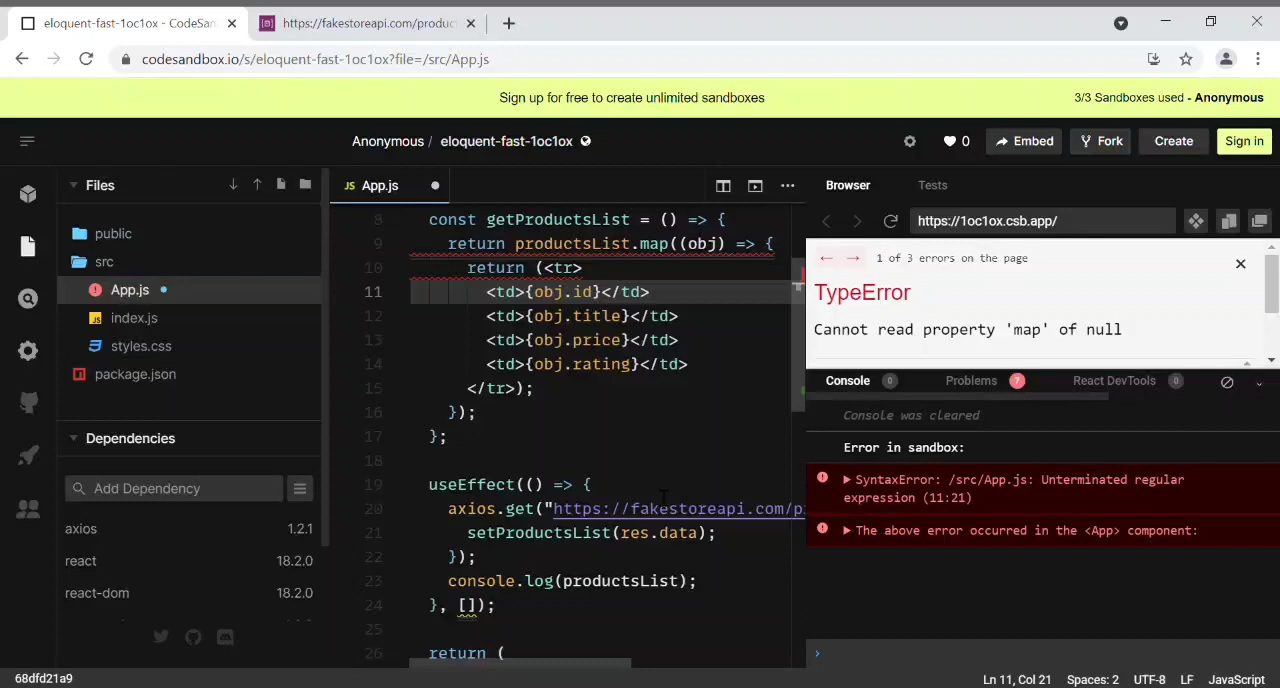 eloquent-fast-1oc1ox - CodeSan
https://fakestoreapi.com/produc
codesandbox.io/s/eloquent-fast-1oc1ox?file=/src/App.js
Sign up for free to create unlimited sandboxes
3/3 Sandboxes used - Anonymous
Anonymous / eloquent-fast-1oc1ox
0
Embed
Fork
Create
Sign in
Files
public
src
App.js
index.js
styles.css
package.json
Dependencies
Add Dependency
axios 1.2.1
react 18.2.0
react-dom 18.2.0
JS App.js
8 const getProductsList = () => {
9 return productsList.map((obj) => {
10 return (<tr>
11 <td>{obj.id}</td>
12 <td>{obj.title}</td>
13 <td>{obj.price}</td>
14 <td>{obj.rating}</td>
15 </tr>);
16 });
17 };
18
19 useEffect(() => {
20 axios.get("https://fakestoreapi.com/p
21 setProductsList(res.data);
22 });
23 console.log(productsList);
24 }, []);
25
26 return (
Browser
Tests
https://1oc1ox.csb.app/
← → 1 of 3 errors on the page
TypeError
Cannot read property 'map' of null
Console 0
Problems 7
React DevTools 0
Console was cleared
Error in sandbox:
SyntaxError: /src/App.js: Unterminated regular
expression (11:21)
The above error occurred in the <App> component:
68dfd21a9
Ln 11, Col 21
Spaces: 2
UTF-8
LF
JavaScript